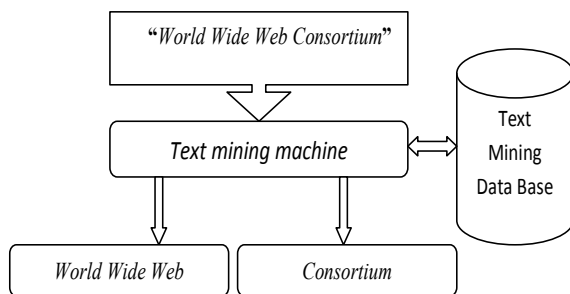 “World Wide Web Consortium”
Text mining machine
Text
Mining
Data Base
World Wide Web
Consortium